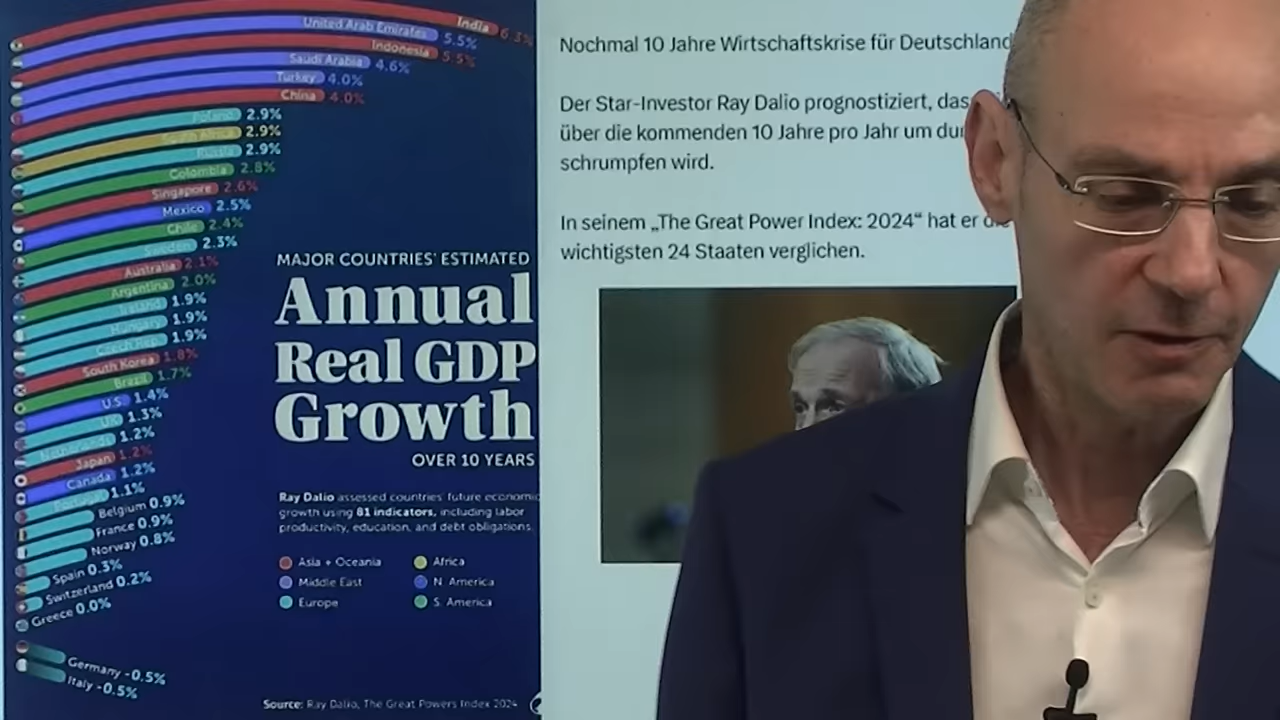 India 6.3%
United Arab Emirates 5.5%
Indonesia 5.5%
Saudi Arabia 4.6%
Turkey 4.0%
China 4.0%
Poland 2.9%
South Africa 2.9%
Russia 2.9%
Colombia 2.8%
Singapore 2.6%
Mexico 2.5%
Chile 2.4%
Sweden 2.3%
Australia 2.1%
Argentina 2.0%
Ireland 1.9%
Hungary 1.9%
Czech Rep. 1.9%
South Korea 1.8%
Brazil 1.7%
U.S. 1.4%
UK 1.3%
Netherlands 1.2%
Japan 1.2%
Canada 1.2%
Portugal 1.1%
Belgium 0.9%
France 0.9%
Norway 0.8%
Spain 0.3%
Switzerland 0.2%
Greece 0.0%
Germany -0.5%
Italy -0.5%
MAJOR COUNTRIES' ESTIMATED
Annual
Real GDP
Growth
OVER 10 YEARS
Ray Dalio assessed countries' future economic
growth using 81 indicators, including labor
productivity, education, and debt obligations.
Asia + Oceania
Africa
Middle East
N. America
Europe
S. America
Source: Ray Dalio, The Great Powers Index 2024
Nochmal 10 Jahre Wirtschaftskrise für Deutschland
Der Star-Investor Ray Dalio prognostiziert, das
über die kommenden 10 Jahre pro Jahr um du
schrumpfen wird.
In seinem „The Great Power Index: 2024“ hat er
wichtigsten 24 Staaten verglichen.